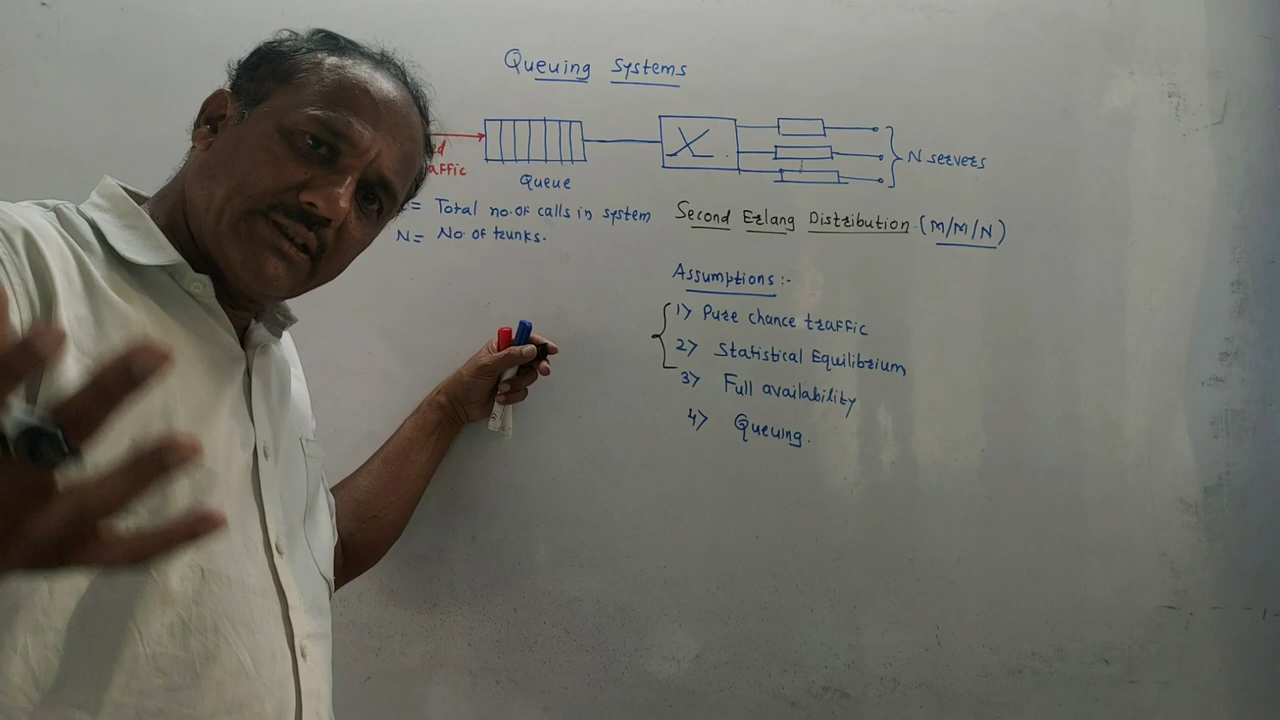 Queuing Systems
Queue
N servers
= Total no. of calls in system
N = No. of trunks.
Second Erlang Distribution. (M/M/N)
Assumptions :-
1> Pure chance traffic
2> Statistical Equilibrium
3> Full availability
4> Queuing.